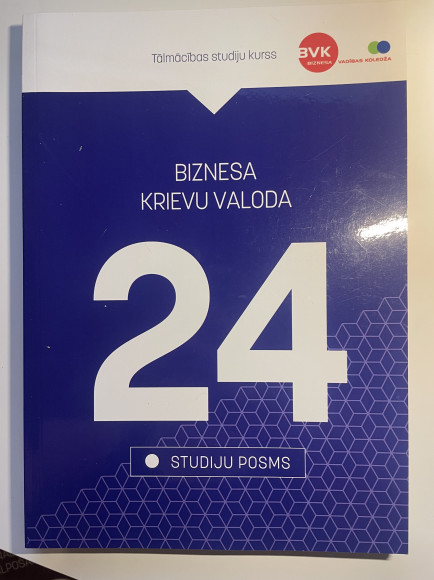 Tālmācības studiju kurss
BVK
BIZNESA VADĪBAS KOLEDŽA
BIZNESA
KRIEVU VALODA
24
STUDIJU POSMS